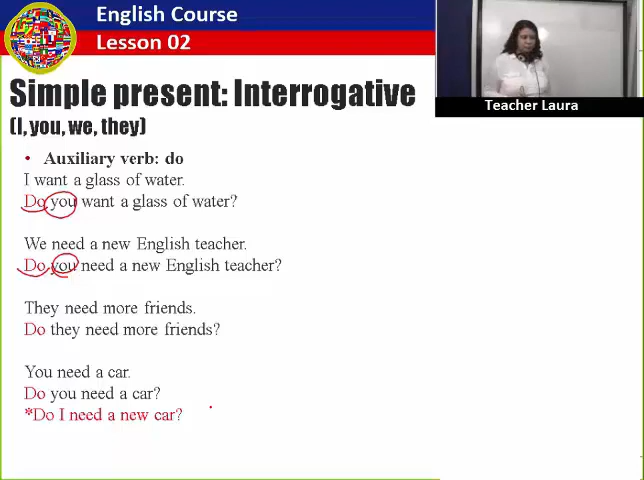 English Course
Lesson 02
Simple present: Interrogative
(I, you, we, they)
Teacher Laura
• Auxiliary verb: do
I want a glass of water.
Do you want a glass of water?
We need a new English teacher.
Do you need a new English teacher?
They need more friends.
Do they need more friends?
You need a car.
Do you need a car?
*Do I need a new car?